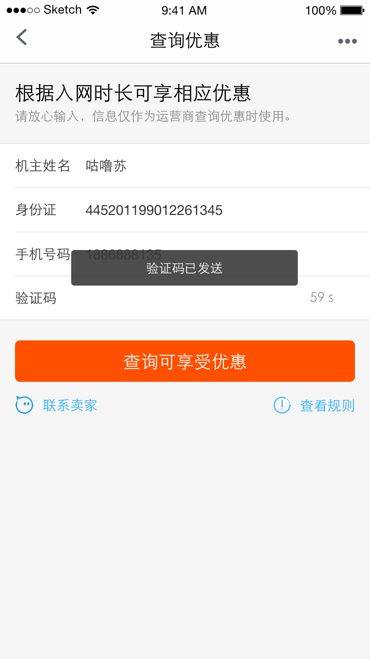 Sketch 9:41 AM 100%
查询优惠
根据入网时长可享相应优惠
请放心输入，信息仅作为运营商查询优惠时使用。
机主姓名 咕噜苏
身份证 445201199012261345
手机号码 1886888135
验证码已发送
验证码 59 s
查询可享受优惠
联系卖家 查看规则